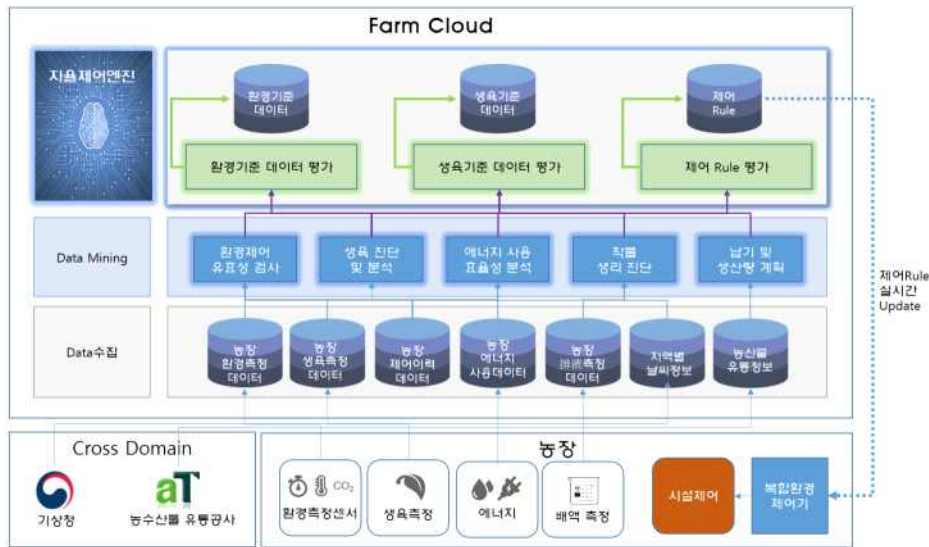 Farm Cloud
자율제어엔진
환경기준
데이터
생육기준
데이터
제어
Rule
환경기준 데이터 평가
생육기준 데이터 평가
제어 Rule 평가
Data Mining
환경제어
유효성 검사
생육 진단
및 분석
에너지 사용
효율성 분석
작물
생리 진단
납기 및
생산량 계획
제어Rule
실시간
Update
Data수집
농장
환경측정
데이터
농장
생육측정
데이터
농장
제어이력
데이터
농장
에너지
사용데이터
농장
측정
데이터
지역별
날씨정보
농산물
유통정보
Cross Domain
기상청
aT
농수산물 유통공사
농장
CO₂
환경측정센서
생육측정
에너지
배액 측정
시설제어
복합환경
제어기